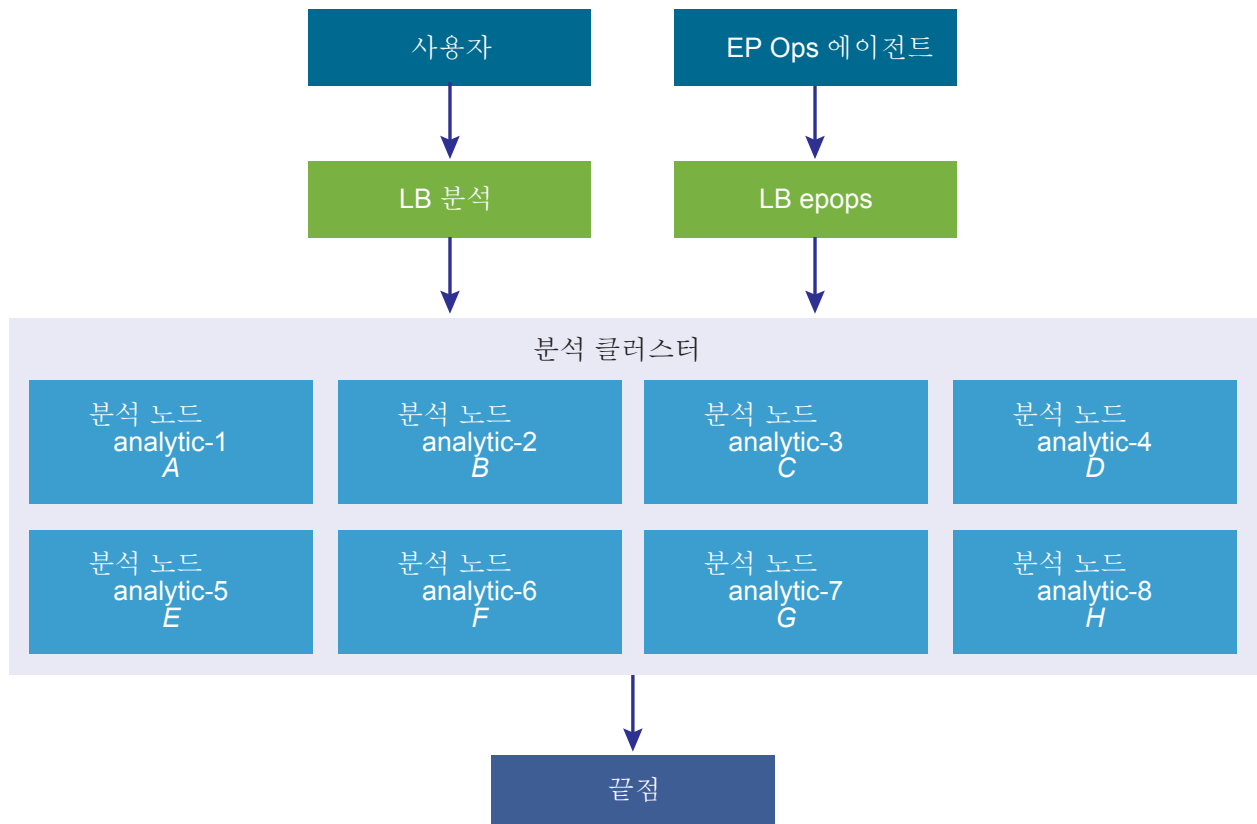 사용자
EP Ops 에이전트
LB 분석
LB epops
분석 클러스터
분석 노드
analytic-1
A
분석 노드
analytic-2
B
분석 노드
analytic-3
C
분석 노드
analytic-4
D
분석 노드
analytic-5
E
분석 노드
analytic-6
F
분석 노드
analytic-7
G
분석 노드
analytic-8
H
끝점